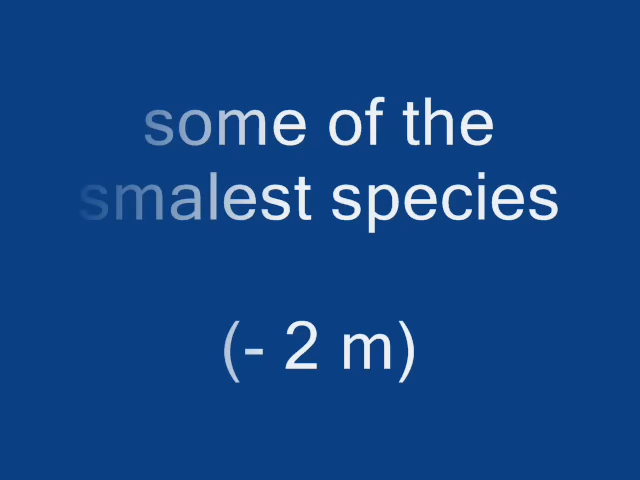 some of the
smalest species
(- 2 m)